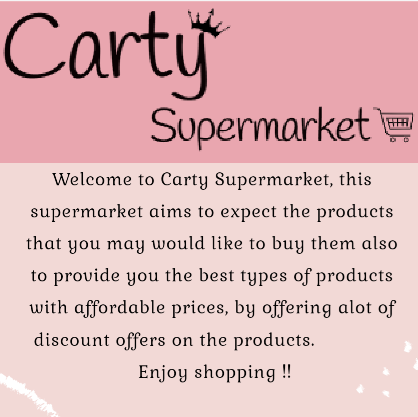 Carty
Supermarket
Welcome to Carty Supermarket, this
supermarket aims to expect the products
that you may would like to buy them also
to provide you the best types of products
with affordable prices, by offering alot of
discount offers on the products.
Enjoy shopping !!